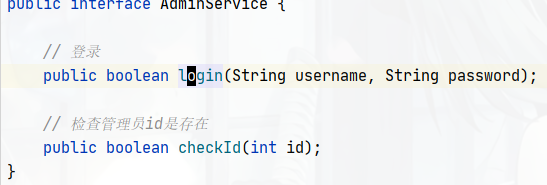 public interface AdminService {
// 登录
public boolean login(String username, String password);
// 检查管理员id是存在
public boolean checkId(int id);
}